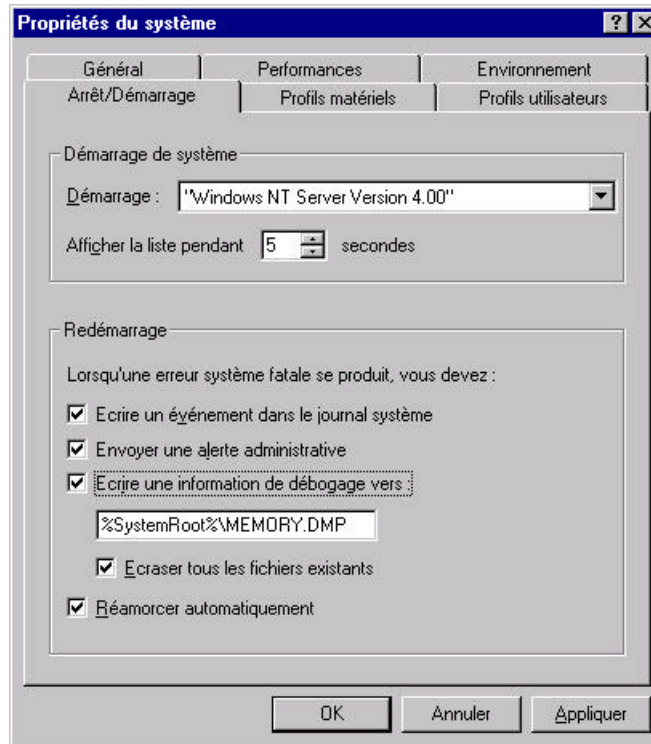 Propriétés du système
Général Performances Environnement
Arrêt/Démarrage Profils matériels Profils utilisateurs
Démarrage de système
Démarrage : "Windows NT Server Version 4.00"
Afficher la liste pendant 5 secondes
Redémarrage
Lorsqu'une erreur système fatale se produit, vous devez :
Ecrire un événement dans le journal système
Envoyer une alerte administrative
Ecrire une information de débogage vers :
%SystemRoot%\MEMORY.DMP
Ecraser tous les fichiers existants
Réamorcer automatiquement
OK Annuler Appliquer